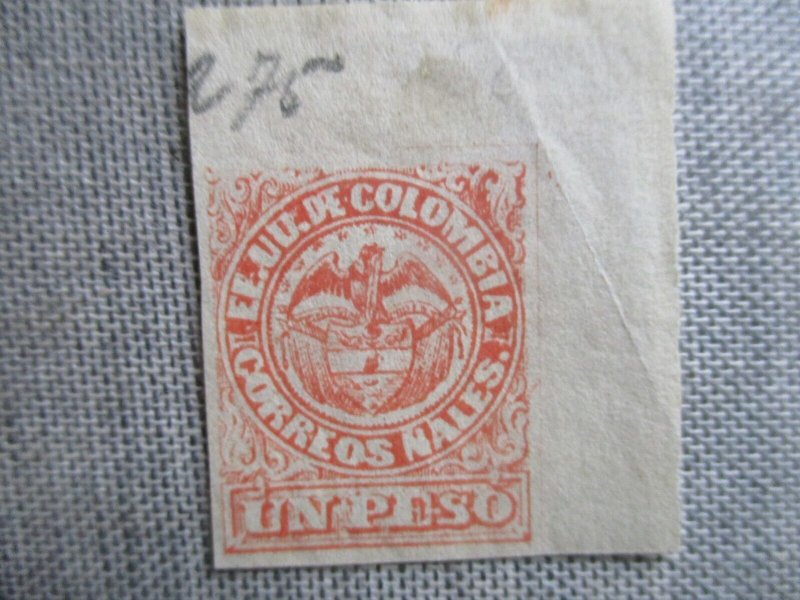 275
EE.UU.DE COLOMBIA
CORREOS NALES.
UN PESO